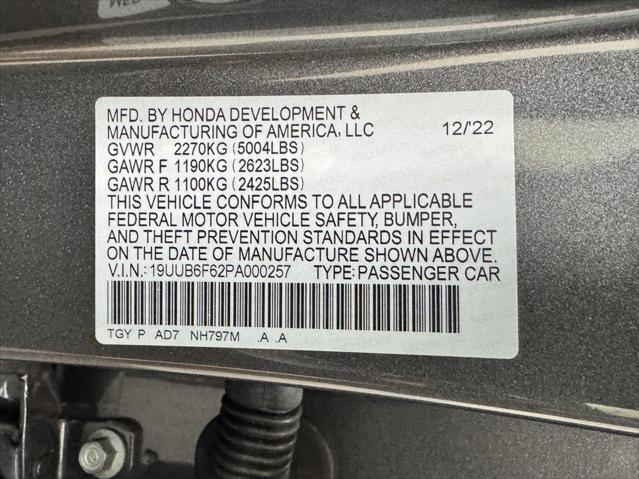 MFD. BY HONDA DEVELOPMENT &
MANUFACTURING OF AMERICA, LLC 12/'22
GVWR 2270KG (5004LBS)
GAWR F 1190KG (2623LBS)
GAWR R 1100KG (2425LBS)
THIS VEHICLE CONFORMS TO ALL APPLICABLE
FEDERAL MOTOR VEHICLE SAFETY, BUMPER,
AND THEFT PREVENTION STANDARDS IN EFFECT
ON THE DATE OF MANUFACTURE SHOWN ABOVE.
V.I.N.: 19UUB6F62PA000257 TYPE: PASSENGER CAR
TGY P AD7 NH797M .A .A